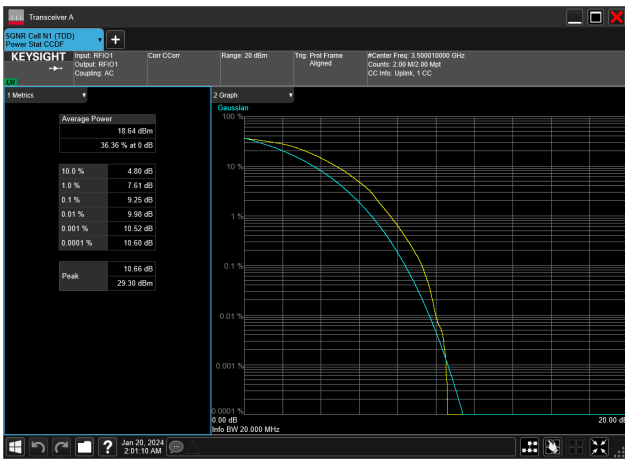 Transceiver A
5GNR Cell N1 (TDD)
Power Stat CCDF
KEYSIGHT
Input: RFIO1
Output: RFIO1
Coupling: AC
Corr CCorr
Range: 20 dBm
Trig: Prot Frame
Aligned
#Center Freq: 3.500010000 GHz
Counts: 2.00 M/2.00 Mpt
CC Info: Uplink, 1 CC
1 Metrics
Average Power
18.64 dBm
36.36 % at 0 dB
10.0 % 4.80 dB
1.0 % 7.61 dB
0.1 % 9.25 dB
0.01 % 9.98 dB
0.001 % 10.52 dB
0.0001 % 10.60 dB
Peak
10.66 dB
29.30 dBm
2 Graph
Gaussian
100 %
10 %
1 %
0.1 %
0.01 %
0.001 %
0.0001 %
0.00 dB
20.00 dB
Info BW 20.000 MHz
Jan 20, 2024
2:01:10 AM